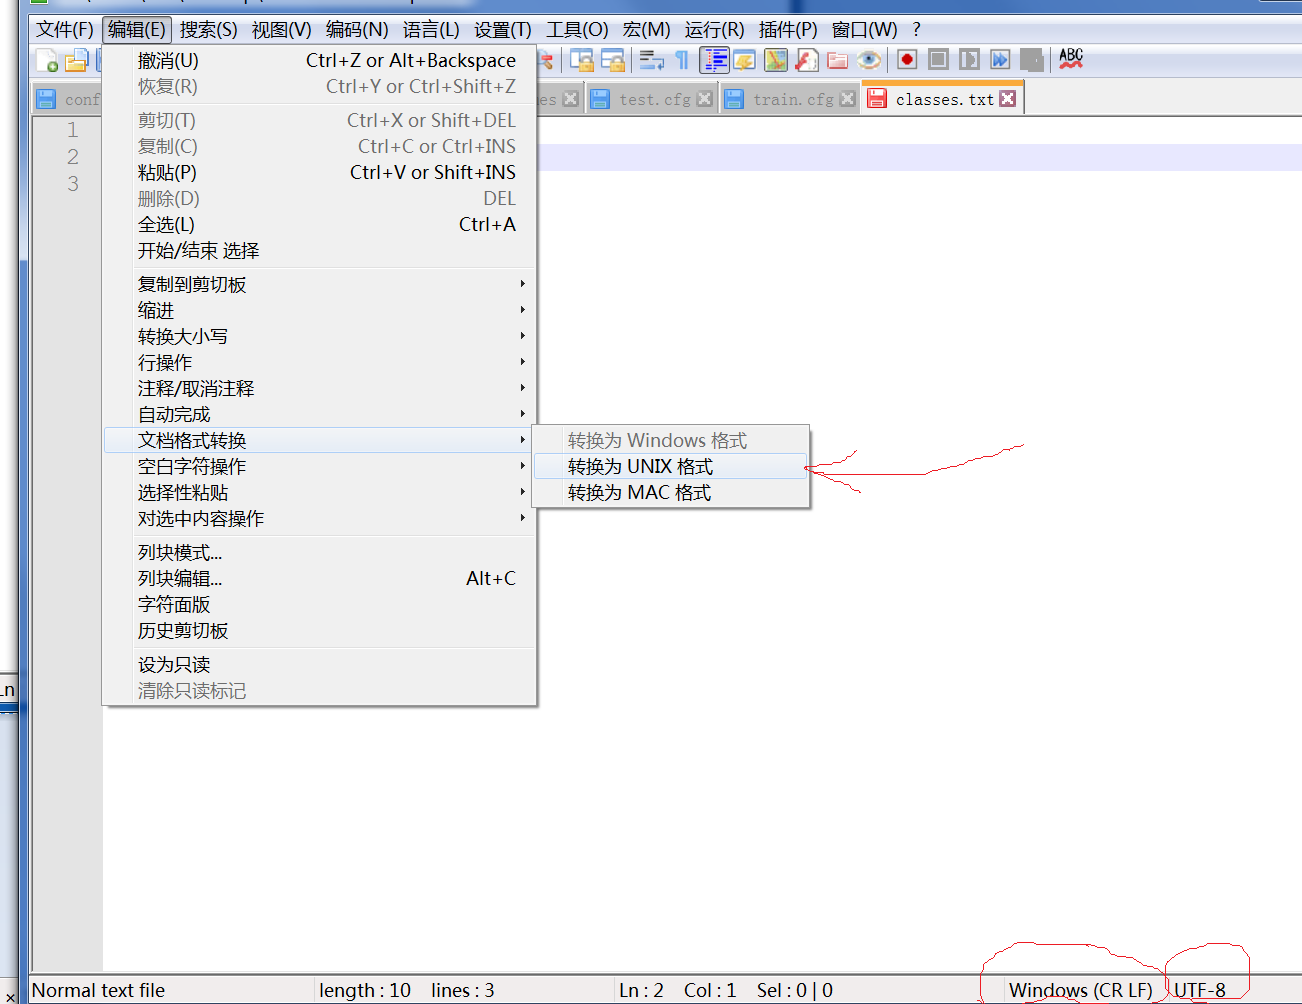 文件(F) 编辑(E) 搜索(S) 视图(V) 编码(N) 语言(L) 设置(T) 工具(O) 宏(M) 运行(R) 插件(P) 窗口(W) ?
ABC
conf es test.cfg train.cfg classes.txt
1
2
3
撤消(U) Ctrl+Z or Alt+Backspace
恢复(R) Ctrl+Y or Ctrl+Shift+Z
剪切(T) Ctrl+X or Shift+DEL
复制(C) Ctrl+C or Ctrl+INS
粘贴(P) Ctrl+V or Shift+INS
删除(D) DEL
全选(L) Ctrl+A
开始/结束 选择
复制到剪切板
缩进
转换大小写
行操作
注释/取消注释
自动完成
文档格式转换
空白字符操作
选择性粘贴
对选中内容操作
列块模式...
列块编辑... Alt+C
字符面版
历史剪切板
设为只读
清除只读标记
转换为 Windows 格式
转换为 UNIX 格式
转换为 MAC 格式
Ln
Normal text file length : 10 lines : 3 Ln : 2 Col : 1 Sel : 0 | 0 Windows (CR LF) UTF-8